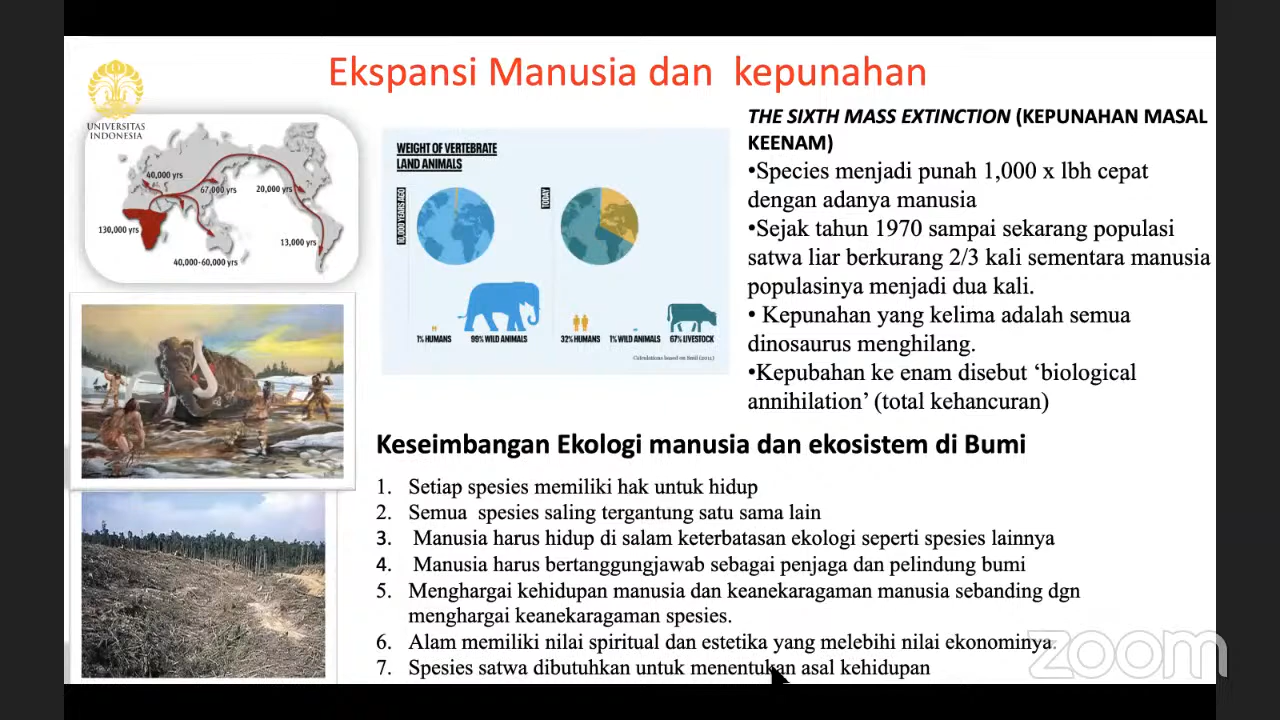 Ekspansi Manusia dan kepunahan
UNIVERSITAS
INDONESIA
40,000 yrs
67,000 yrs
20,000 yrs
130,000 yrs
13,000 yrs
40,000-60,000 yrs
WEIGHT OF VERTEBRATE
LAND ANIMALS
10,000 YEARS AGO
TODAY
1% HUMANS
99% WILD ANIMALS
32% HUMANS
1% WILD ANIMALS
67% LIVESTOCK
Calculations based on Smil (2011)
THE SIXTH MASS EXTINCTION (KEPUNAHAN MASAL
KEENAM)
•Species menjadi punah 1,000 x lbh cepat
dengan adanya manusia
•Sejak tahun 1970 sampai sekarang populasi
satwa liar berkurang 2/3 kali sementara manusia
populasinya menjadi dua kali.
• Kepunahan yang kelima adalah semua
dinosaurus menghilang.
•Kepubahan ke enam disebut ‘biological
annihilation’ (total kehancuran)
Keseimbangan Ekologi manusia dan ekosistem di Bumi
1. Setiap spesies memiliki hak untuk hidup
2. Semua spesies saling tergantung satu sama lain
3. Manusia harus hidup di salam keterbatasan ekologi seperti spesies lainnya
4. Manusia harus bertanggungjawab sebagai penjaga dan pelindung bumi
5. Menghargai kehidupan manusia dan keanekaragaman manusia sebanding dgn
menghargai keanekaragaman spesies.
6. Alam memiliki nilai spiritual dan estetika yang melebihi nilai ekonominya.
7. Spesies satwa dibutuhkan untuk menentukan asal kehidupan
zoom